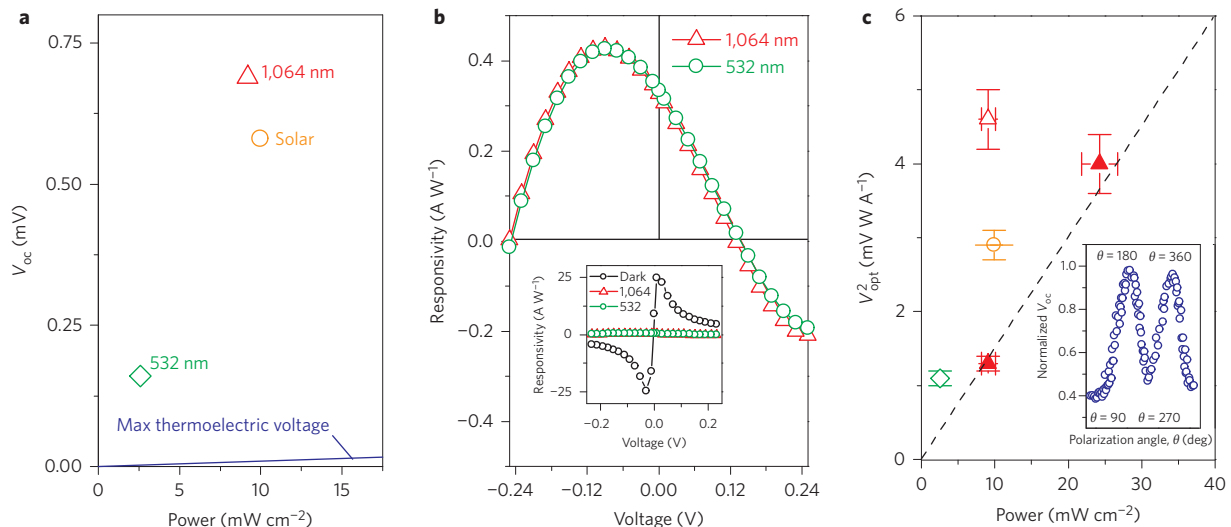 a
0.75
0.50
0.25
0.00
V_oc (mV)
1,064 nm
Solar
532 nm
Max thermoelectric voltage
0
5
10
15
Power (mW cm⁻²)
b
0.4
0.2
0.0
−0.2
−0.4
Responsivity (A W⁻¹)
1,064 nm
532 nm
25
0
−25
Responsivity (A W⁻¹)
Dark
1,064
532
−0.2
0.0
0.2
Voltage (V)
−0.24
−0.12
0.00
0.12
0.24
Voltage (V)
c
6
4
2
0
V²_opt (mV W A⁻¹)
θ = 180
θ = 360
1.0
0.8
0.6
0.4
Normalized V_oc
θ = 90
θ = 270
Polarization angle, θ (deg)
0
10
20
30
40
Power (mW cm⁻²)